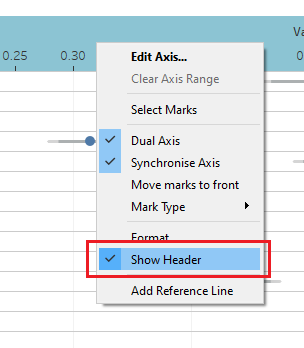 Va
0.25 0.30 0
Edit Axis...
Clear Axis Range
Select Marks
Dual Axis
Synchronise Axis
Move marks to front
Mark Type
Format
Show Header
Add Reference Line